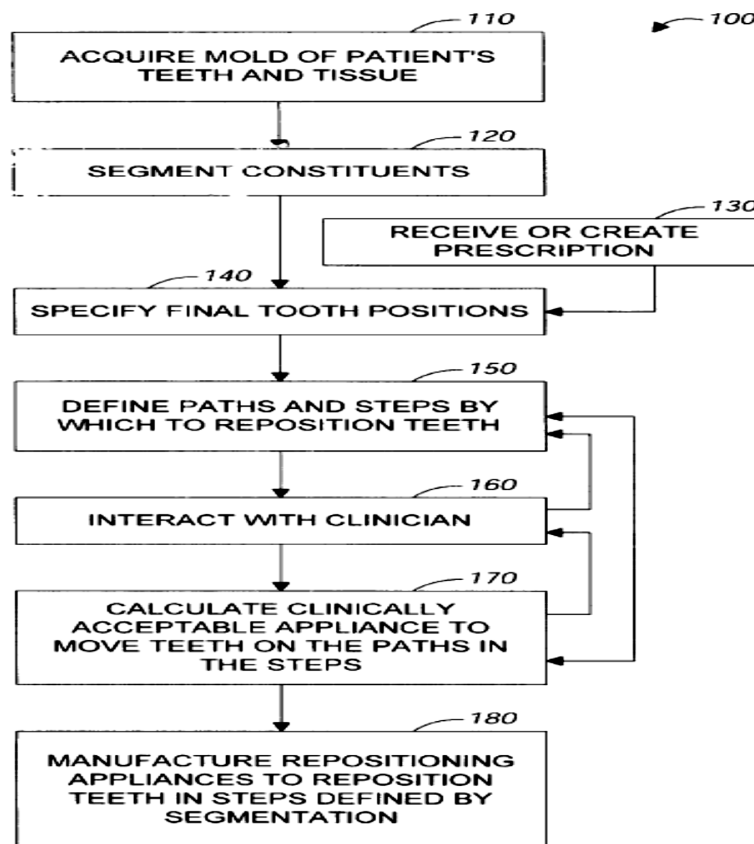 110
100
ACQUIRE MOLD OF PATIENT'S
TEETH AND TISSUE
120
SEGMENT CONSTITUENTS
130
RECEIVE OR CREATE
PRESCRIPTION
140
SPECIFY FINAL TOOTH POSITIONS
150
DEFINE PATHS AND STEPS BY
WHICH TO REPOSITION TEETH
160
INTERACT WITH CLINICIAN
170
CALCULATE CLINICALLY
ACCEPTABLE APPLIANCE TO
MOVE TEETH ON THE PATHS IN
THE STEPS
180
MANUFACTURE REPOSITIONING
APPLIANCES TO REPOSITION
TEETH IN STEPS DEFINED BY
SEGMENTATION